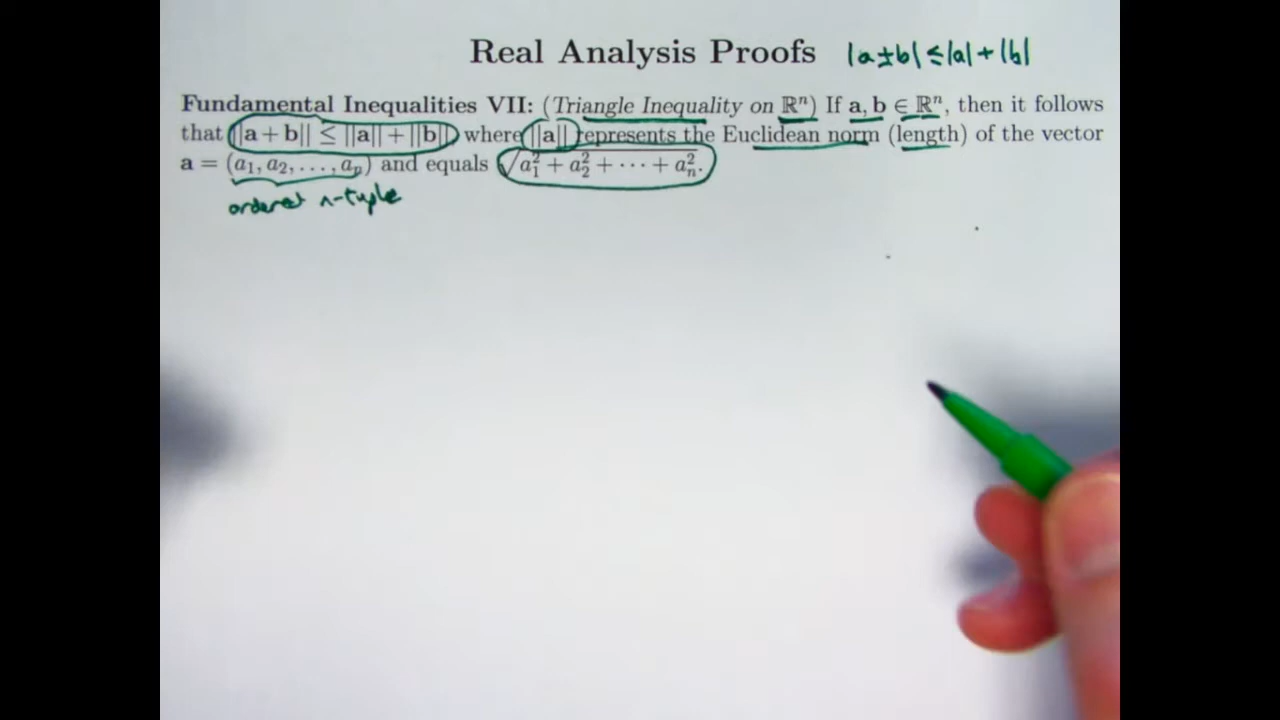 Real Analysis Proofs |a ± b| ≤ |a| + |b|
Fundamental Inequalities VII: (Triangle Inequality on ℝⁿ) If a, b ∈ ℝⁿ, then it follows
that ||a + b|| ≤ ||a|| + ||b|| where ||a|| represents the Euclidean norm (length) of the vector
a = (a₁, a₂, . . . , aₙ) and equals √a₁² + a₂² + · · · + aₙ².
ordered n-tuple